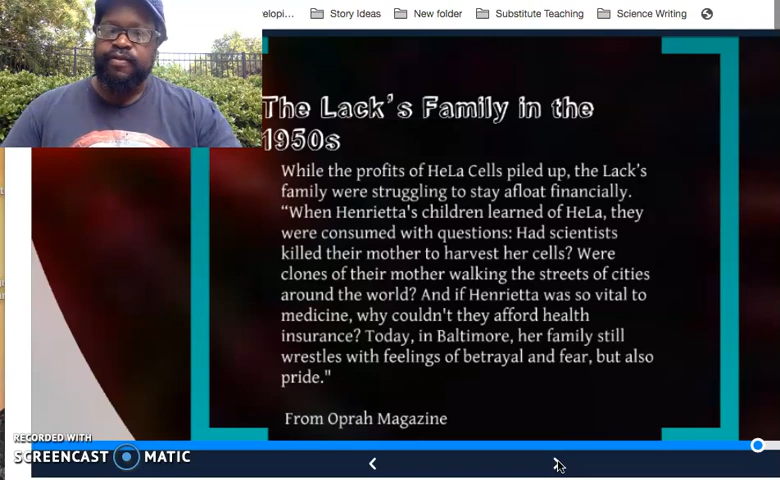 Story Ideas
New folder
Substitute Teaching
Science Writing
The Lack's Family in the
1950s
While the profits of HeLa Cells piled up, the Lack's
family were struggling to stay afloat financially.
“When Henrietta's children learned of HeLa, they
were consumed with questions: Had scientists
killed their mother to harvest her cells? Were
clones of their mother walking the streets of cities
around the world? And if Henrietta was so vital to
medicine, why couldn't they afford health
insurance? Today, in Baltimore, her family still
wrestles with feelings of betrayal and fear, but also
pride."
From Oprah Magazine
RECORDED WITH
SCREENCAST MATIC